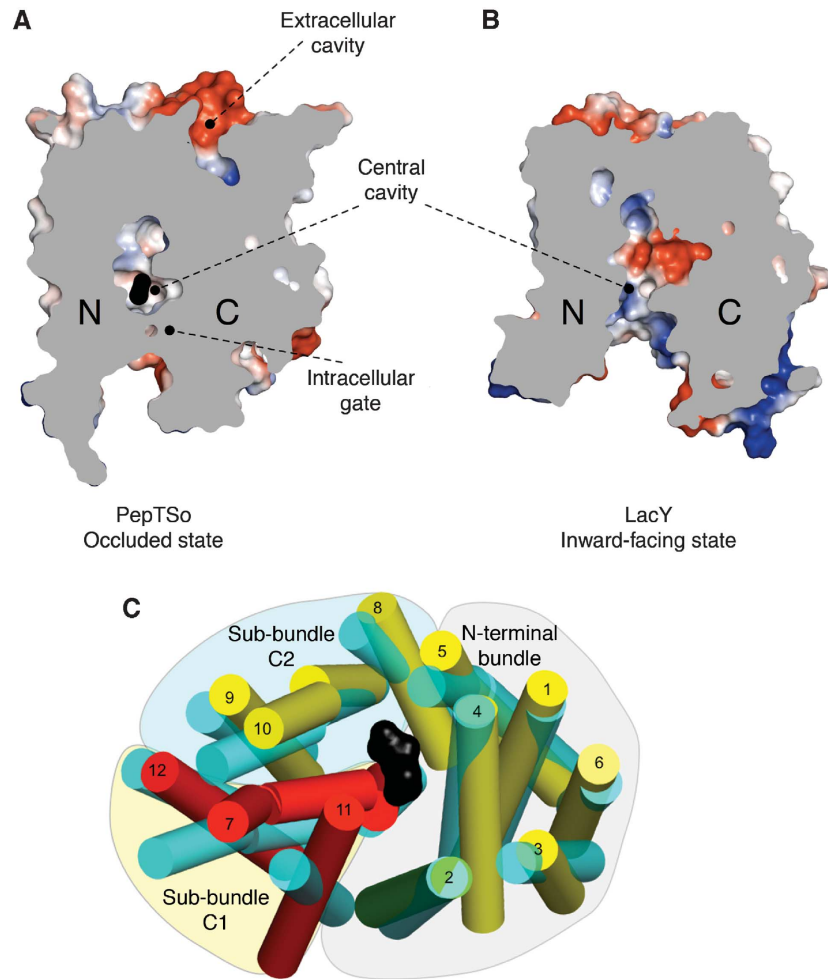 A
Extracellular
cavity
B
Central
cavity
N
C
N
C
Intracellular
gate
PepTSo
Occluded state
LacY
Inward-facing state
C
8
Sub-bundle
C2
N-terminal
bundle
5
1
9
4
10
6
12
7
11
3
2
Sub-bundle
C1